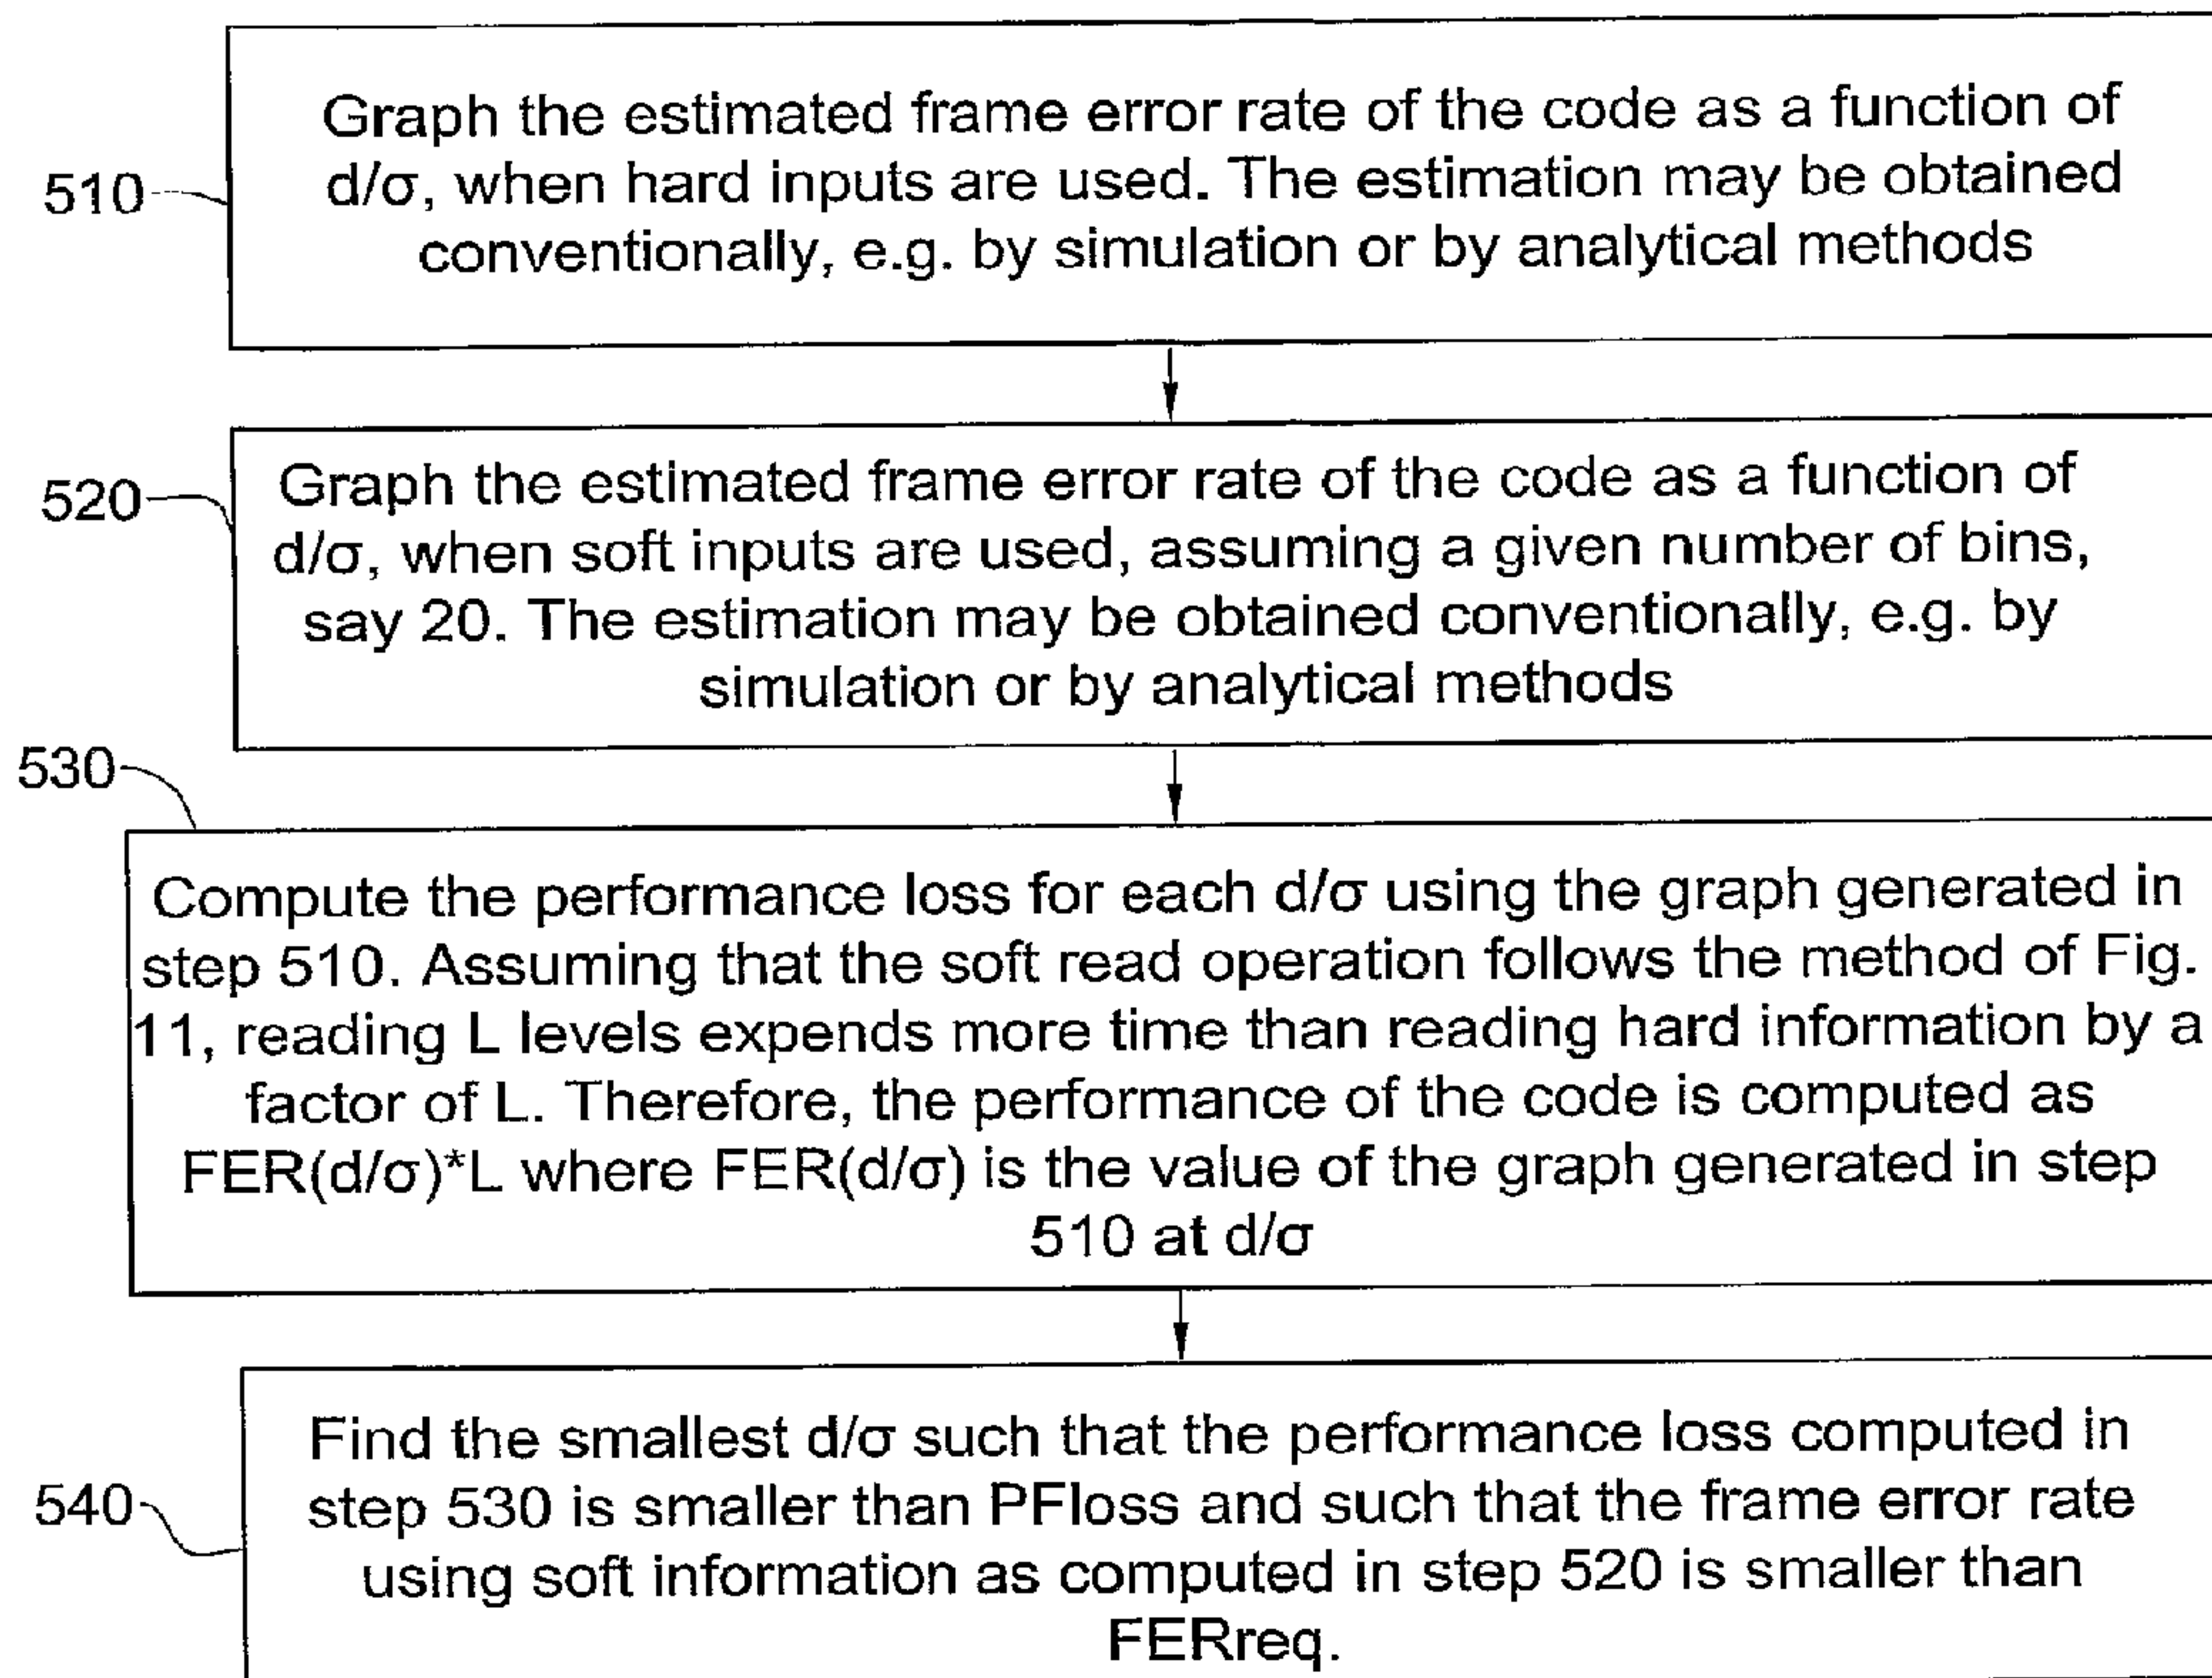 510
Graph the estimated frame error rate of the code as a function of
d/σ, when hard inputs are used. The estimation may be obtained
conventionally, e.g. by simulation or by analytical methods
520
Graph the estimated frame error rate of the code as a function of
d/σ, when soft inputs are used, assuming a given number of bins,
say 20. The estimation may be obtained conventionally, e.g. by
simulation or by analytical methods
530
Compute the performance loss for each d/σ using the graph generated in
step 510. Assuming that the soft read operation follows the method of Fig.
11, reading L levels expends more time than reading hard information by a
factor of L. Therefore, the performance of the code is computed as
FER(d/σ)*L where FER(d/σ) is the value of the graph generated in step
510 at d/σ
540
Find the smallest d/σ such that the performance loss computed in
step 530 is smaller than PFloss and such that the frame error rate
using soft information as computed in step 520 is smaller than
FERreq.